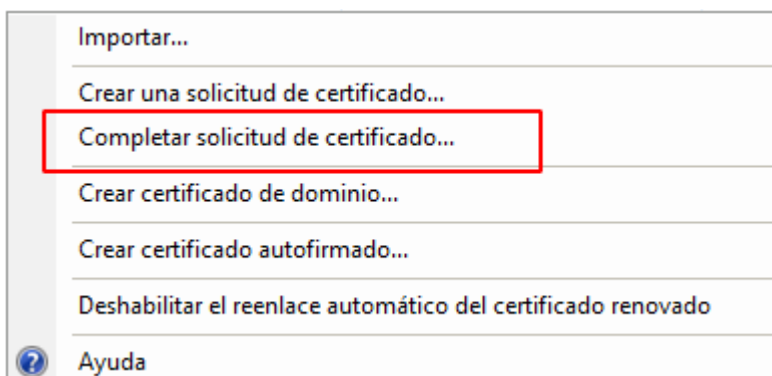 Importar...
Crear una solicitud de certificado...
Completar solicitud de certificado...
Crear certificado de dominio...
Crear certificado autofirmado...
Deshabilitar el reenlace automático del certificado renovado
Ayuda